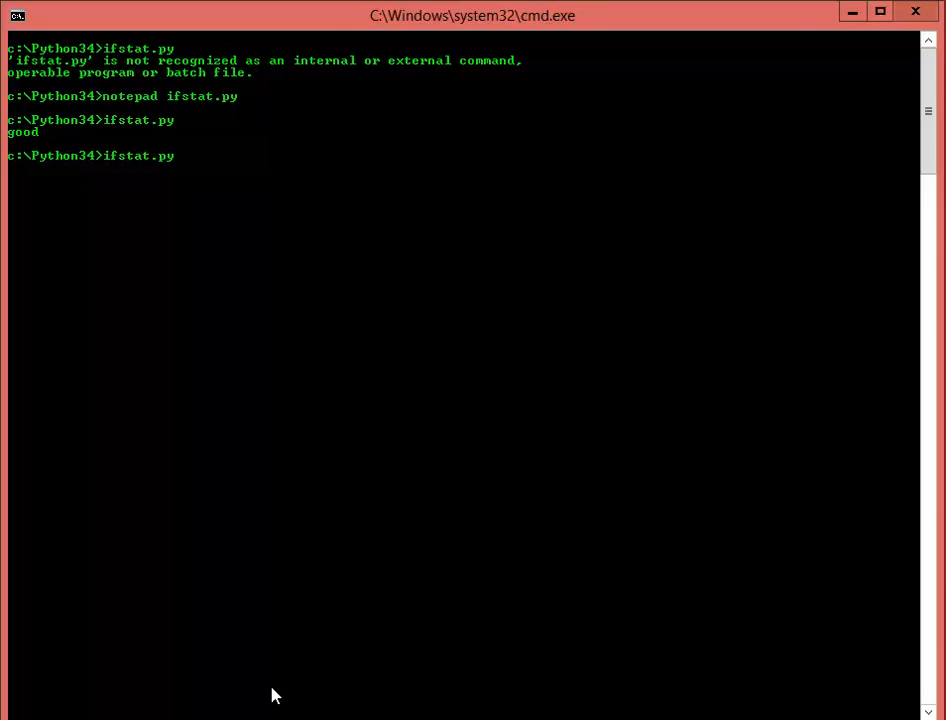 C:\Windows\system32\cmd.exe
c:\Python34>ifstat.py
'ifstat.py' is not recognized as an internal or external command,
operable program or batch file.
c:\Python34>notepad ifstat.py
c:\Python34>ifstat.py
good
c:\Python34>ifstat.py